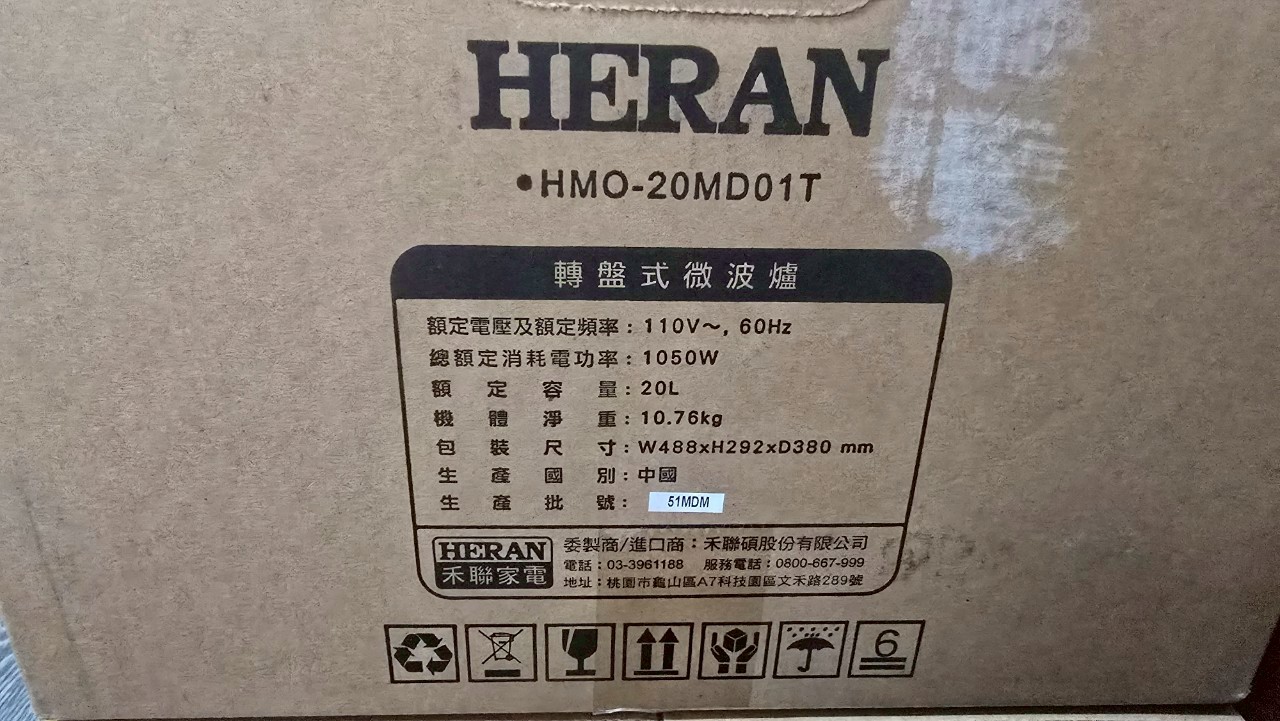 HERAN
•HMO-20MD01T
轉盤式微波爐
額定電壓及額定頻率：110V～, 60Hz
總額定消耗電功率：1050W
額定容量：20L
機體淨重：10.76kg
包裝尺寸：W488xH292xD380 mm
生產國別：中國
生產批號：51MDM
HERAN
禾聯家電
委製商/進口商：禾聯碩股份有限公司
電話：03-3961188 服務電話：0800-667-999
地址：桃園市龜山區A7科技園區文禾路289號
6